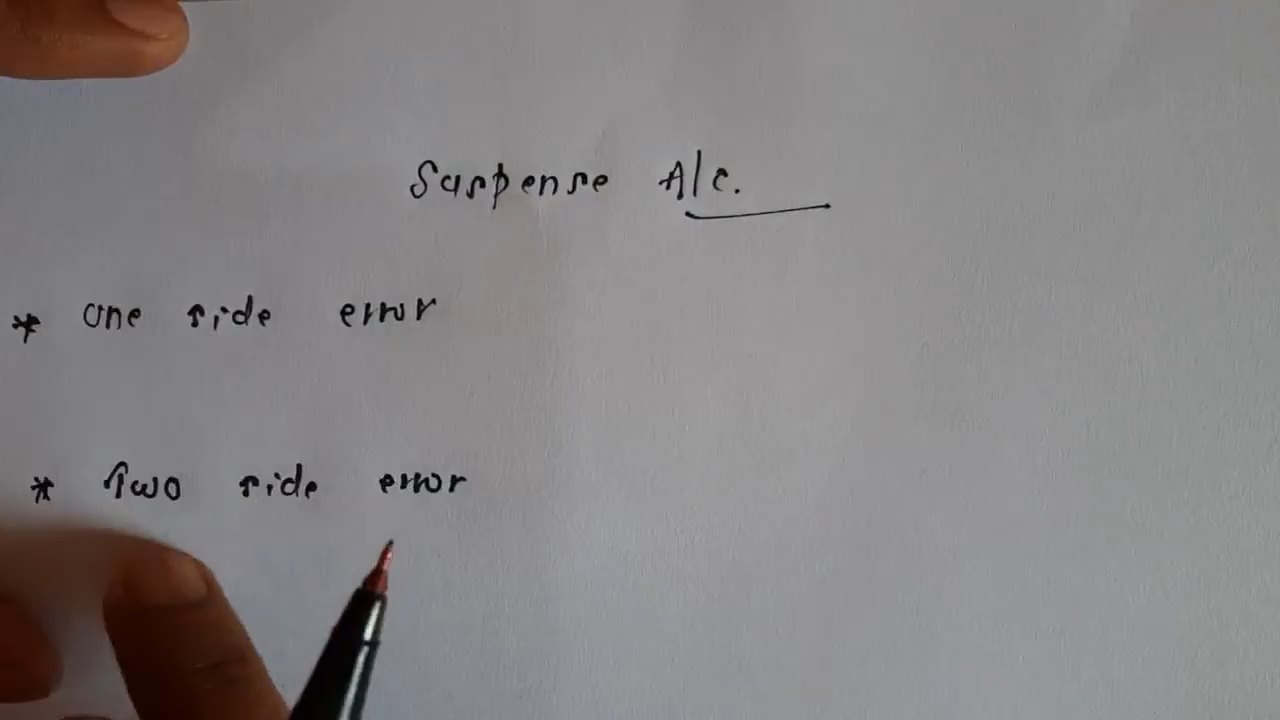 Suspense A/c.
* one side error
* Two side error